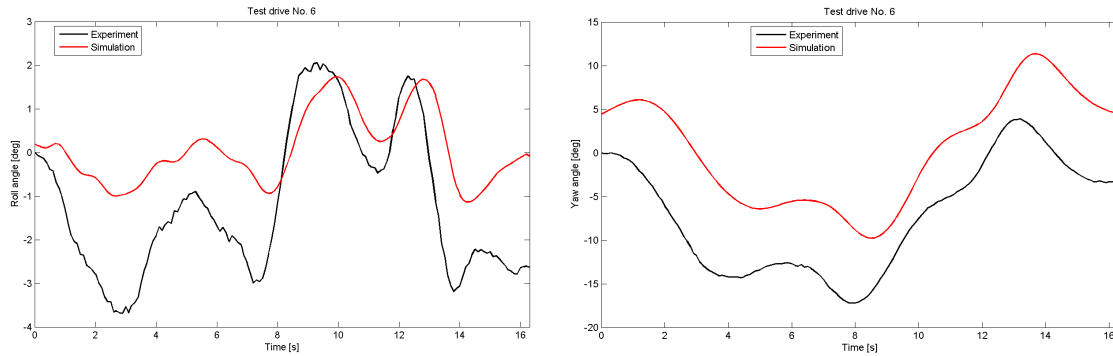 Test drive No. 6
Experiment
Simulation
Roll angle [deg]
3
2
1
0
-1
-2
-3
-4
0 2 4 6 8 10 12 14 16
Time [s]
Test drive No. 6
Experiment
Simulation
Yaw angle [deg]
15
10
5
0
-5
-10
-15
-20
0 2 4 6 8 10 12 14 16
Time [s]